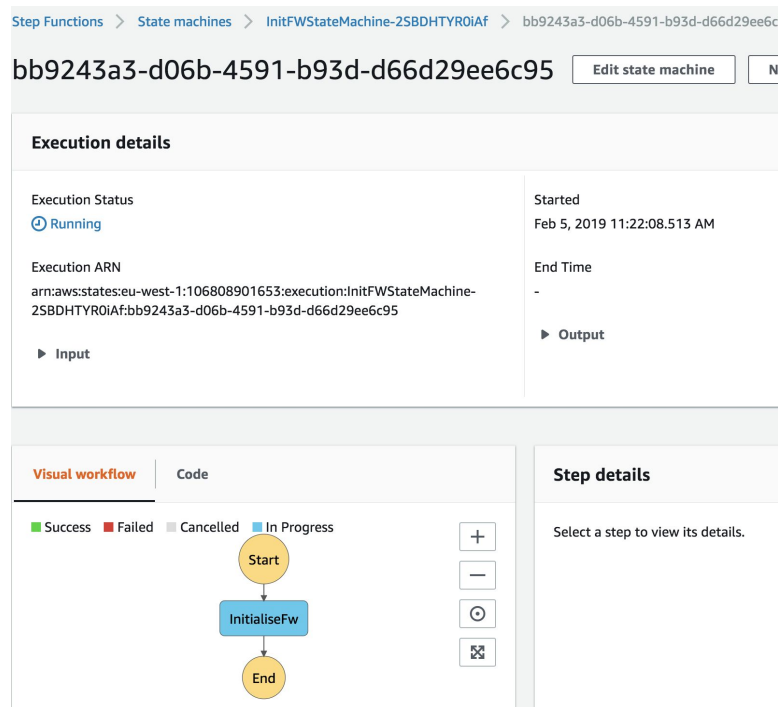 Step Functions > State machines > InitFWStateMachine-2SBDHTYR0iAf > bb9243a3-d06b-4591-b93d-d66d29ee6c
bb9243a3-d06b-4591-b93d-d66d29ee6c95 Edit state machine N
Execution details
Execution Status
Running
Execution ARN
arn:aws:states:eu-west-1:106808901653:execution:InitFWStateMachine-
2SBDHTYR0iAf:bb9243a3-d06b-4591-b93d-d66d29ee6c95
Input
Started
Feb 5, 2019 11:22:08.513 AM
End Time
-
Output
Visual workflow Code
Success Failed Cancelled In Progress
Start
InitialiseFw
End
Step details
Select a step to view its details.